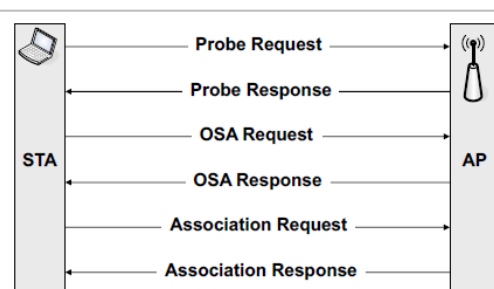 Probe Request
Probe Response
OSA Request
STA
AP
OSA Response
Association Request
Association Response